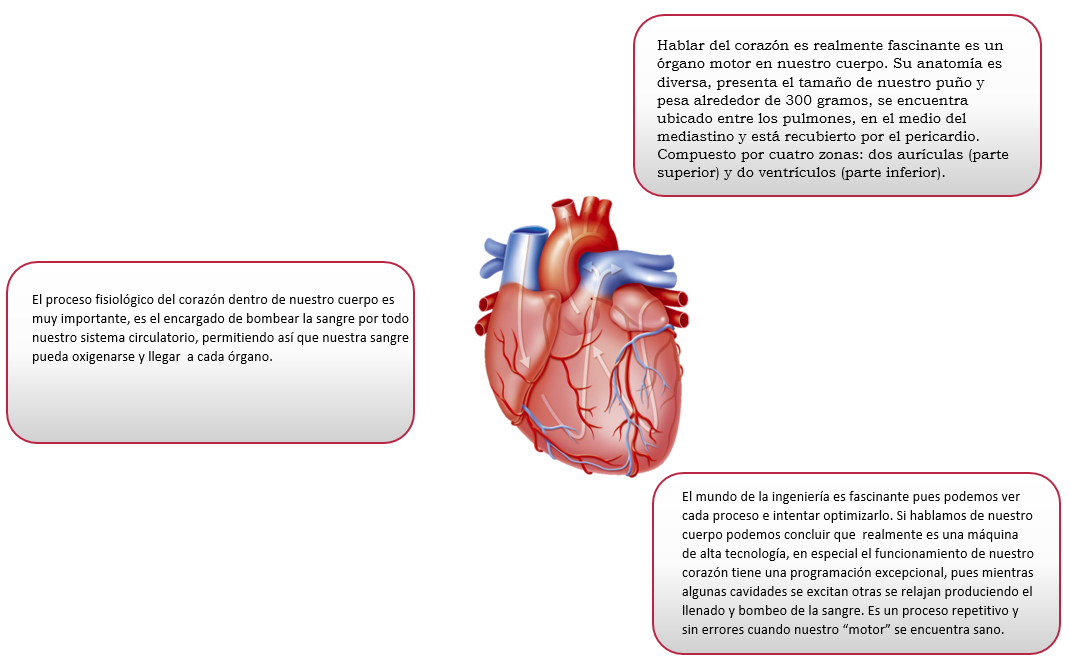 Hablar del corazón es realmente fascinante es un
órgano motor en nuestro cuerpo. Su anatomía es
diversa, presenta el tamaño de nuestro puño y
pesa alrededor de 300 gramos, se encuentra
ubicado entre los pulmones, en el medio del
mediastino y está recubierto por el pericardio.
Compuesto por cuatro zonas: dos aurículas (parte
superior) y do ventrículos (parte inferior).
El proceso fisiológico del corazón dentro de nuestro cuerpo es
muy importante, es el encargado de bombear la sangre por todo
nuestro sistema circulatorio, permitiendo así que nuestra sangre
pueda oxigenarse y llegar  a cada órgano.
El mundo de la ingeniería es fascinante pues podemos ver
cada proceso e intentar optimizarlo. Si hablamos de nuestro
cuerpo podemos concluir que  realmente es una máquina
de alta tecnología, en especial el funcionamiento de nuestro
corazón tiene una programación excepcional, pues mientras
algunas cavidades se excitan otras se relajan produciendo el
llenado y bombeo de la sangre. Es un proceso repetitivo y
sin errores cuando nuestro “motor” se encuentra sano.